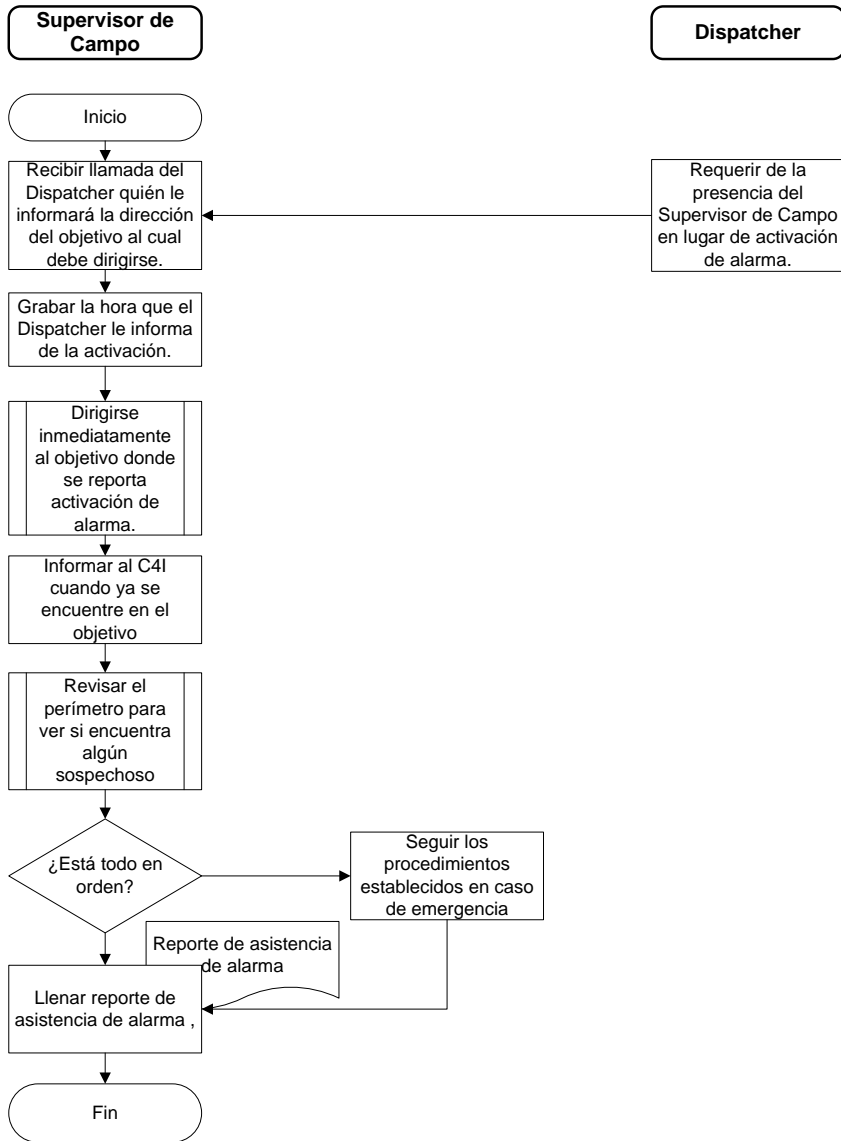 Supervisor de
Campo
Dispatcher
Inicio
Recibir llamada del
Dispatcher quién le
informará la dirección
del objetivo al cual
debe dirigirse.
Requerir de la
presencia del
Supervisor de Campo
en lugar de activación
de alarma.
Grabar la hora que el
Dispatcher le informa
de la activación.
Dirigirse
inmediatamente
al objetivo donde
se reporta
activación de
alarma.
Informar al C4I
cuando ya se
encuentre en el
objetivo
Revisar el
perímetro para
ver si encuentra
algún
sospechoso
¿Está todo en
orden?
Seguir los
procedimientos
establecidos en caso
de emergencia
Reporte de asistencia
de alarma
Llenar reporte de
asistencia de alarma ,
Fin